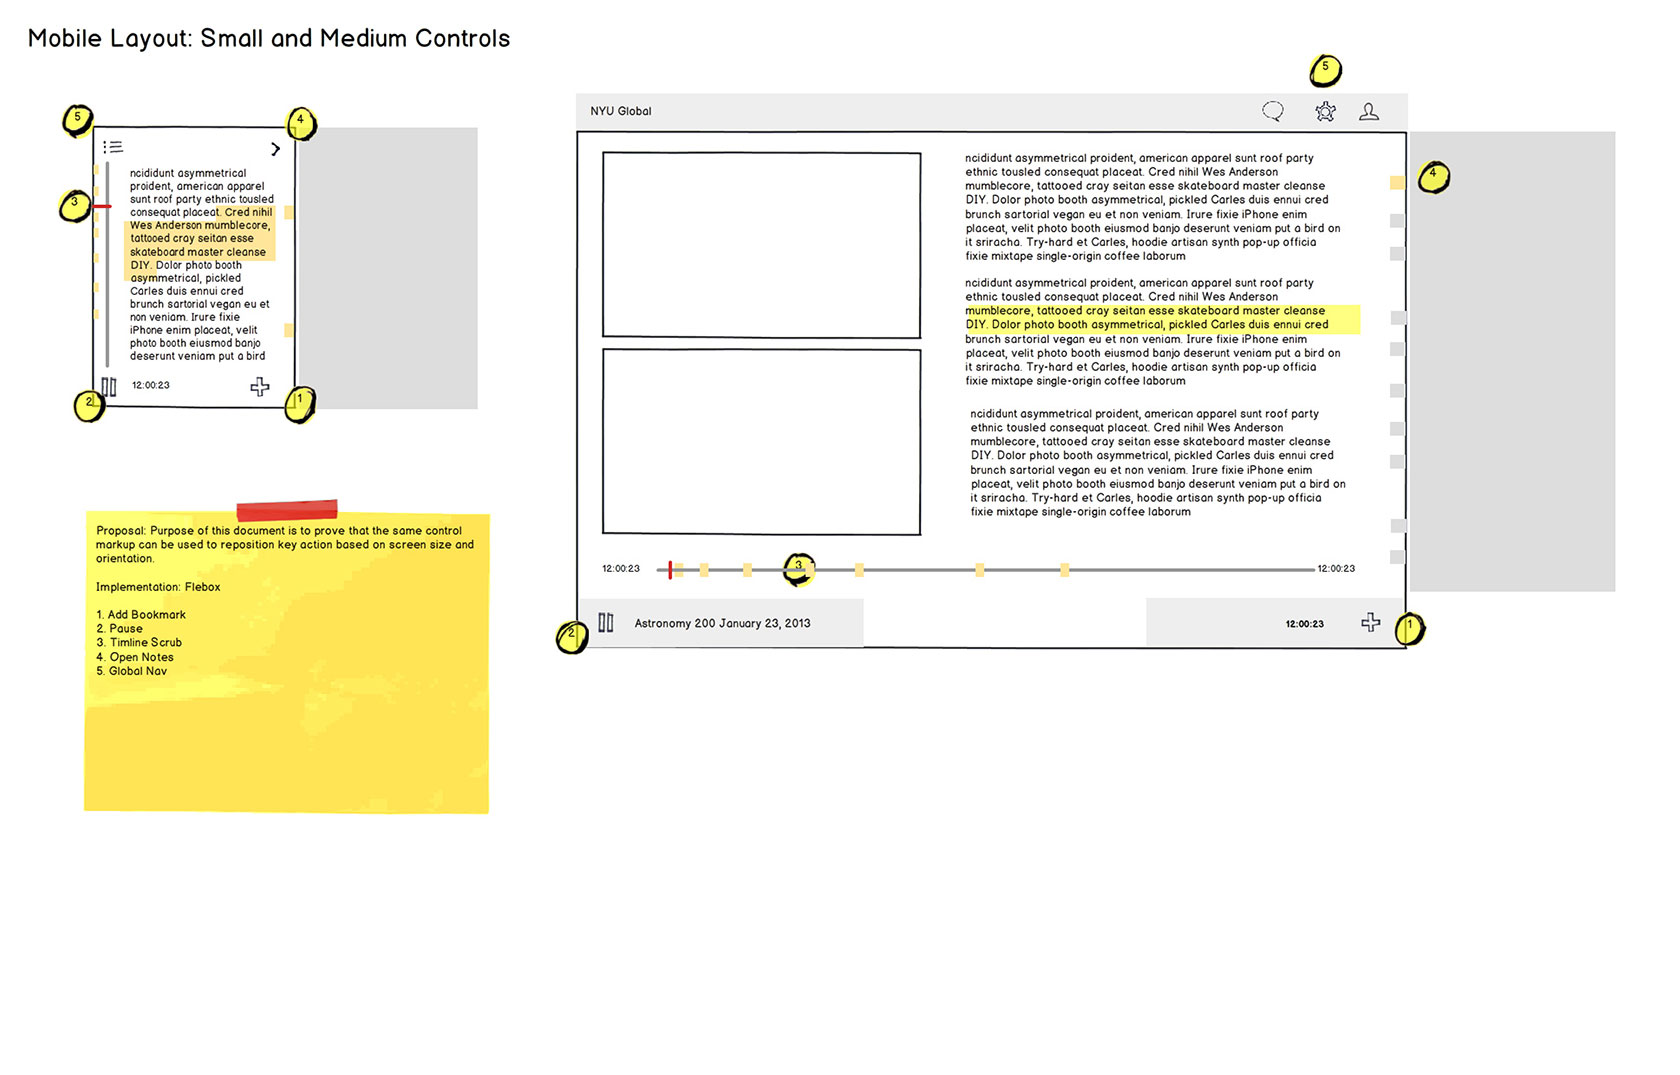 Mobile Layout: Small and Medium Controls
5
4
3
ncididunt asymmetrical
proident, american apparel
sunt roof party ethnic tousled
consequat placeat. Cred nihil
Wes Anderson mumblecore,
tattooed cray seitan esse
skateboard master cleanse
DIY. Dolor photo booth
asymmetrical, pickled
Carles duis ennui cred
brunch sartorial vegan eu et
non veniam. Irure fixie
iPhone enim placeat, velit
photo booth eiusmod banjo
deserunt veniam put a bird
12:00:23
2
1
Proposal: Purpose of this document is to prove that the same control
markup can be used to reposition key action based on screen size and
orientation.
Implementation: Flebox
1. Add Bookmark
2. Pause
3. Timline Scrub
4. Open Notes
5. Global Nav
5
NYU Global
4
ncididunt asymmetrical proident, american apparel sunt roof party
ethnic tousled consequat placeat. Cred nihil Wes Anderson
mumblecore, tattooed cray seitan esse skateboard master cleanse
DIY. Dolor photo booth asymmetrical, pickled Carles duis ennui cred
brunch sartorial vegan eu et non veniam. Irure fixie iPhone enim
placeat, velit photo booth eiusmod banjo deserunt veniam put a bird on
it sriracha. Try-hard et Carles, hoodie artisan synth pop-up officia
fixie mixtape single-origin coffee laborum
ncididunt asymmetrical proident, american apparel sunt roof party
ethnic tousled consequat placeat. Cred nihil Wes Anderson
mumblecore, tattooed cray seitan esse skateboard master cleanse
DIY. Dolor photo booth asymmetrical, pickled Carles duis ennui cred
brunch sartorial vegan eu et non veniam. Irure fixie iPhone enim
placeat, velit photo booth eiusmod banjo deserunt veniam put a bird on
it sriracha. Try-hard et Carles, hoodie artisan synth pop-up officia
fixie mixtape single-origin coffee laborum
ncididunt asymmetrical proident, american apparel sunt roof party
ethnic tousled consequat placeat. Cred nihil Wes Anderson
mumblecore, tattooed cray seitan esse skateboard master cleanse
DIY. Dolor photo booth asymmetrical, pickled Carles duis ennui cred
brunch sartorial vegan eu et non veniam. Irure fixie iPhone enim
placeat, velit photo booth eiusmod banjo deserunt veniam put a bird on
it sriracha. Try-hard et Carles, hoodie artisan synth pop-up officia
fixie mixtape single-origin coffee laborum
12:00:23
3
12:00:23
2
Astronomy 200 January 23, 2013
12:00:23
1